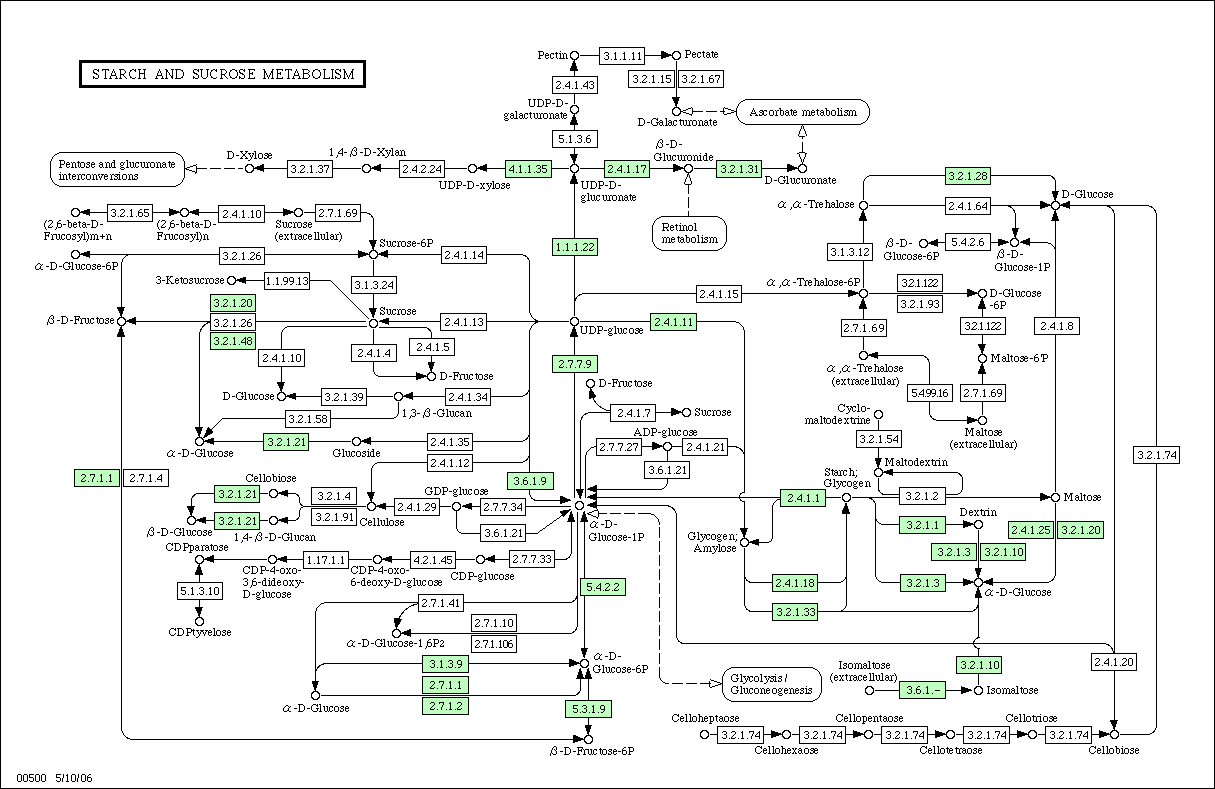 STARCH AND SUCROSE METABOLISM
Pectin
3.1.1.11
Pectate
2.4.1.43
3.2.1.15
3.2.1.67
UDP-D-
galacturonate
D-Galacturonate
Ascorbate metabolism
5.1.3.6
β-D-
Glucuronide
Pentose and glucuronate
interconversions
D-Xylose
3.2.1.37
1,4-β-D-Xylan
2.4.2.24
UDP-D-xylose
4.1.1.35
UDP-D-
glucuronate
2.4.1.17
3.2.1.31
D-Glucuronate
Retinol
metabolism
1.1.1.22
3.2.1.28
α,α-Trehalose
2.4.1.64
D-Glucose
3.1.3.12
β-D-
Glucose-6P
5.4.2.6
β-D-
Glucose-1P
(2,6-beta-D-
Frucosyl)m+n
3.2.1.65
(2,6-beta-D-
Frucosyl)n
2.4.1.10
Sucrose
(extracellular)
2.7.1.69
Sucrose-6P
α-D-Glucose-6P
3.2.1.26
2.4.1.14
3-Ketosucrose
1.1.99.13
3.1.3.24
2.4.1.15
α,α-Trehalose-6P
3.2.1.122
3.2.1.93
D-Glucose
-6P
3.2.1.20
3.2.1.26
3.2.1.48
β-D-Fructose
Sucrose
2.4.1.13
UDP-glucose
2.4.1.11
2.7.1.69
3.2.1.122
2.4.1.8
2.4.1.10
2.4.1.4
2.4.1.5
D-Fructose
2.7.7.9
α,α-Trehalose
(extracellular)
Maltose-6'P
D-Glucose
3.2.1.39
1,3-β-Glucan
2.4.1.34
3.2.1.58
D-Fructose
2.4.1.7
Sucrose
5.4.99.16
2.7.1.69
Maltose
(extracellular)
Cyclo-
maltodextrine
3.2.1.54
Maltodextrin
α-D-Glucose
3.2.1.21
Glucoside
2.4.1.35
2.4.1.12
ADP-glucose
2.7.7.27
2.4.1.21
3.6.1.21
3.2.1.74
2.7.1.1
2.7.1.4
Cellobiose
3.2.1.21
3.2.1.4
3.2.1.91
3.2.1.21
β-D-Glucose
1,4-β-D-Glucan
Cellulose
2.4.1.29
GDP-glucose
2.7.7.34
3.6.1.21
3.6.1.9
α-D-
Glucose-1P
Starch;
Glycogen
2.4.1.1
3.2.1.2
Maltose
Dextrin
3.2.1.1
2.4.1.25
3.2.1.20
3.2.1.3
3.2.1.10
Glycogen;
Amylose
2.4.1.18
3.2.1.3
3.2.1.33
α-D-Glucose
CDPparatose
1.17.1.1
4.2.1.45
2.7.7.33
CDP-4-oxo-
3,6-dideoxy-
D-glucose
CDP-4-oxo-
6-deoxy-D-glucose
CDP-glucose
5.1.3.10
CDPtyvelose
5.4.2.2
2.7.1.41
2.7.1.10
2.7.1.106
α-D-Glucose-1,6P2
3.1.3.9
2.7.1.1
2.7.1.2
α-D-Glucose
α-D-
Glucose-6P
5.3.1.9
β-D-Fructose-6P
Glycolysis /
Gluconeogenesis
3.2.1.10
Isomaltose
(extracellular)
3.6.1.-
Isomaltose
2.4.1.20
Celloheptaose
3.2.1.74
Cellohexaose
3.2.1.74
Cellopentaose
3.2.1.74
Cellotetraose
3.2.1.74
Cellotriose
3.2.1.74
Cellobiose
00500 5/10/06